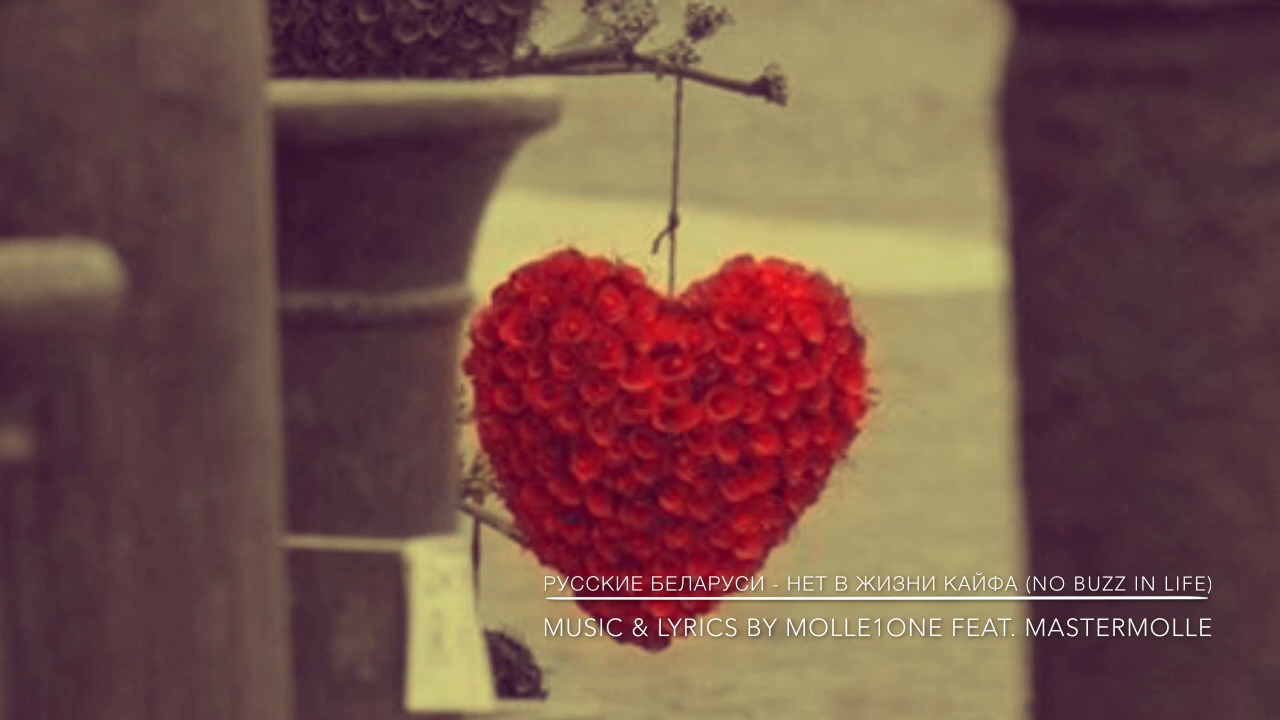 РУССКИЕ БЕЛАРУСИ - НЕТ В ЖИЗНИ КАЙФА (NO BUZZ IN LIFE)
MUSIC & LYRICS BY MOLLE1ONE FEAT. MASTERMOLLE